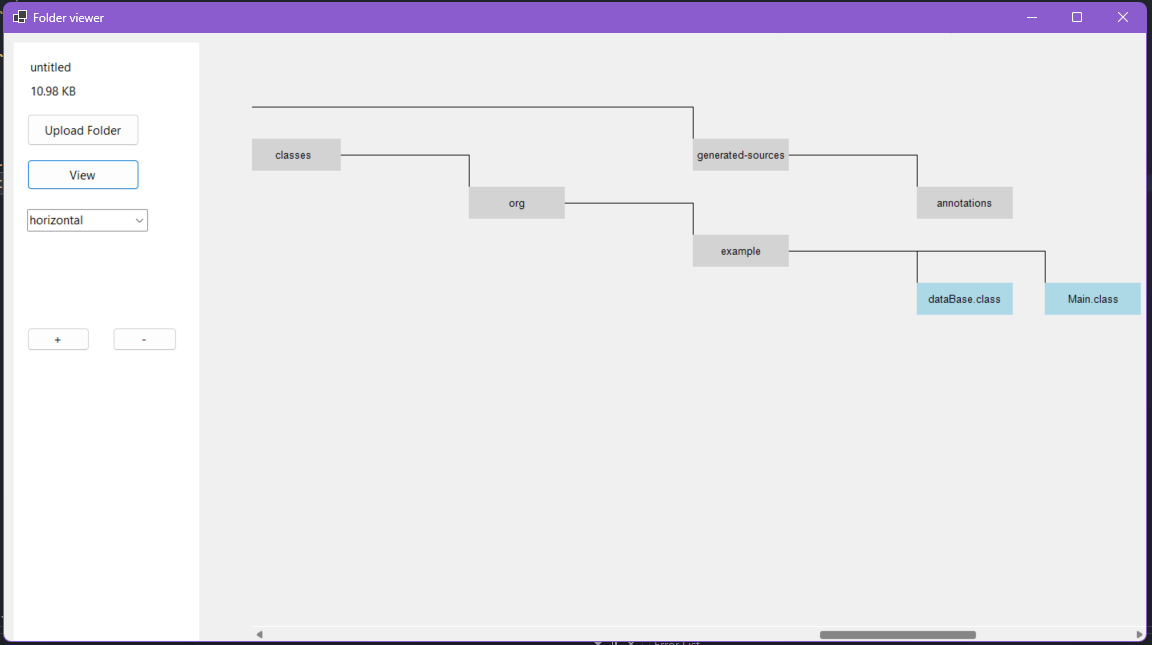 Folder viewer
untitled
10.98 KB
Upload Folder
View
horizontal
+
-
classes
generated-sources
org
annotations
example
dataBase.class
Main.class